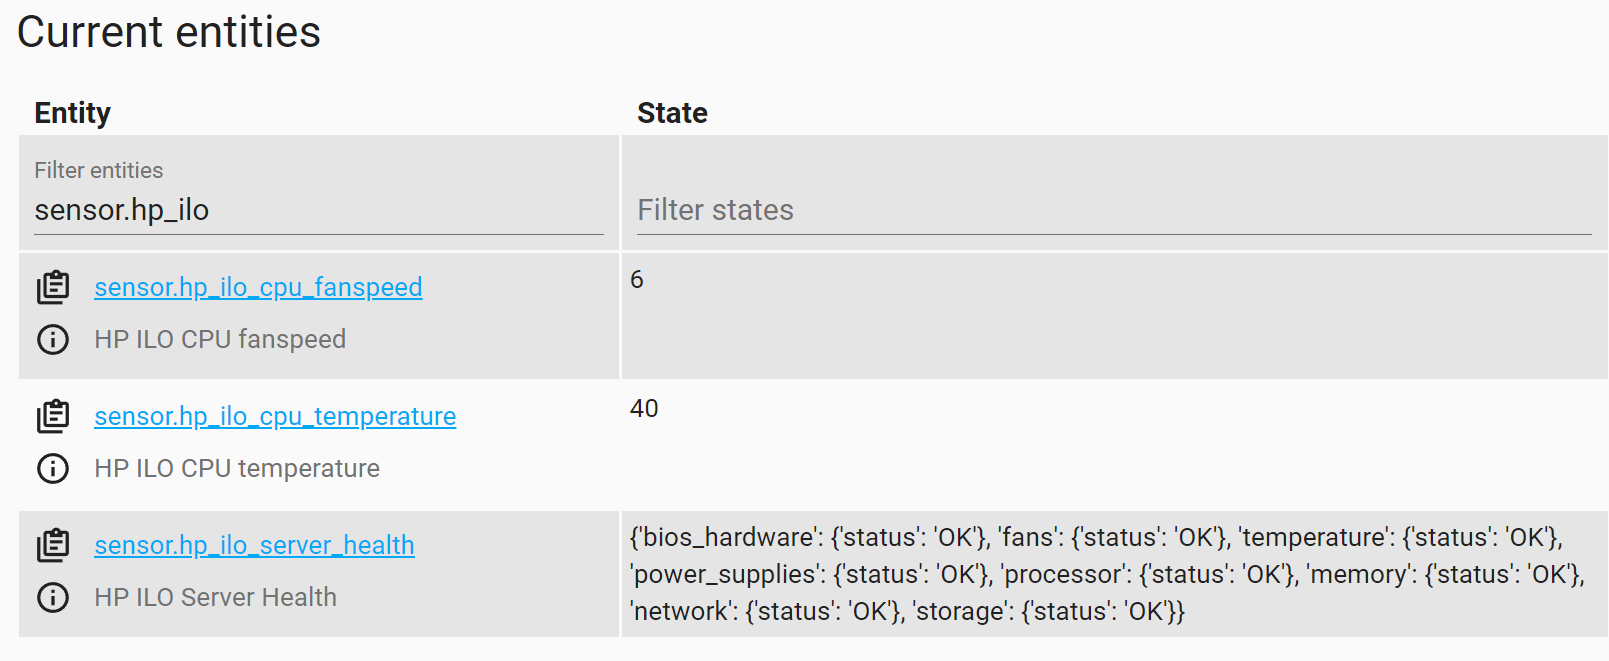 Current entities
Entity State
Filter entities
sensor.hp_ilo Filter states
sensor.hp_ilo_cpu_fanspeed 6
HP ILO CPU fanspeed
sensor.hp_ilo_cpu_temperature 40
HP ILO CPU temperature
sensor.hp_ilo_server_health
HP ILO Server Health
{'bios_hardware': {'status': 'OK'}, 'fans': {'status': 'OK'}, 'temperature': {'status': 'OK'},
'power_supplies': {'status': 'OK'}, 'processor': {'status': 'OK'}, 'memory': {'status': 'OK'},
'network': {'status': 'OK'}, 'storage': {'status': 'OK'}}